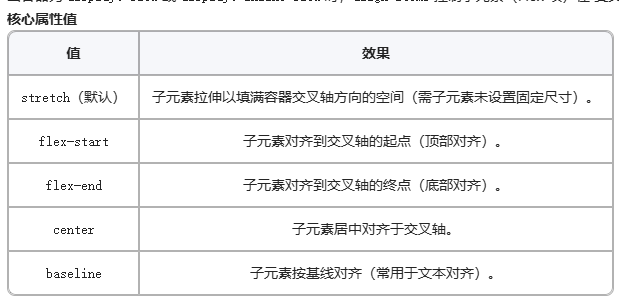 核心属性值
值 效果
stretch（默认） 子元素拉伸以填满容器交叉轴方向的空间（需子元素未设置固定尺寸）。
flex-start 子元素对齐到交叉轴的起点（顶部对齐）。
flex-end 子元素对齐到交叉轴的终点（底部对齐）。
center 子元素居中对齐于交叉轴。
baseline 子元素按基线对齐（常用于文本对齐）。